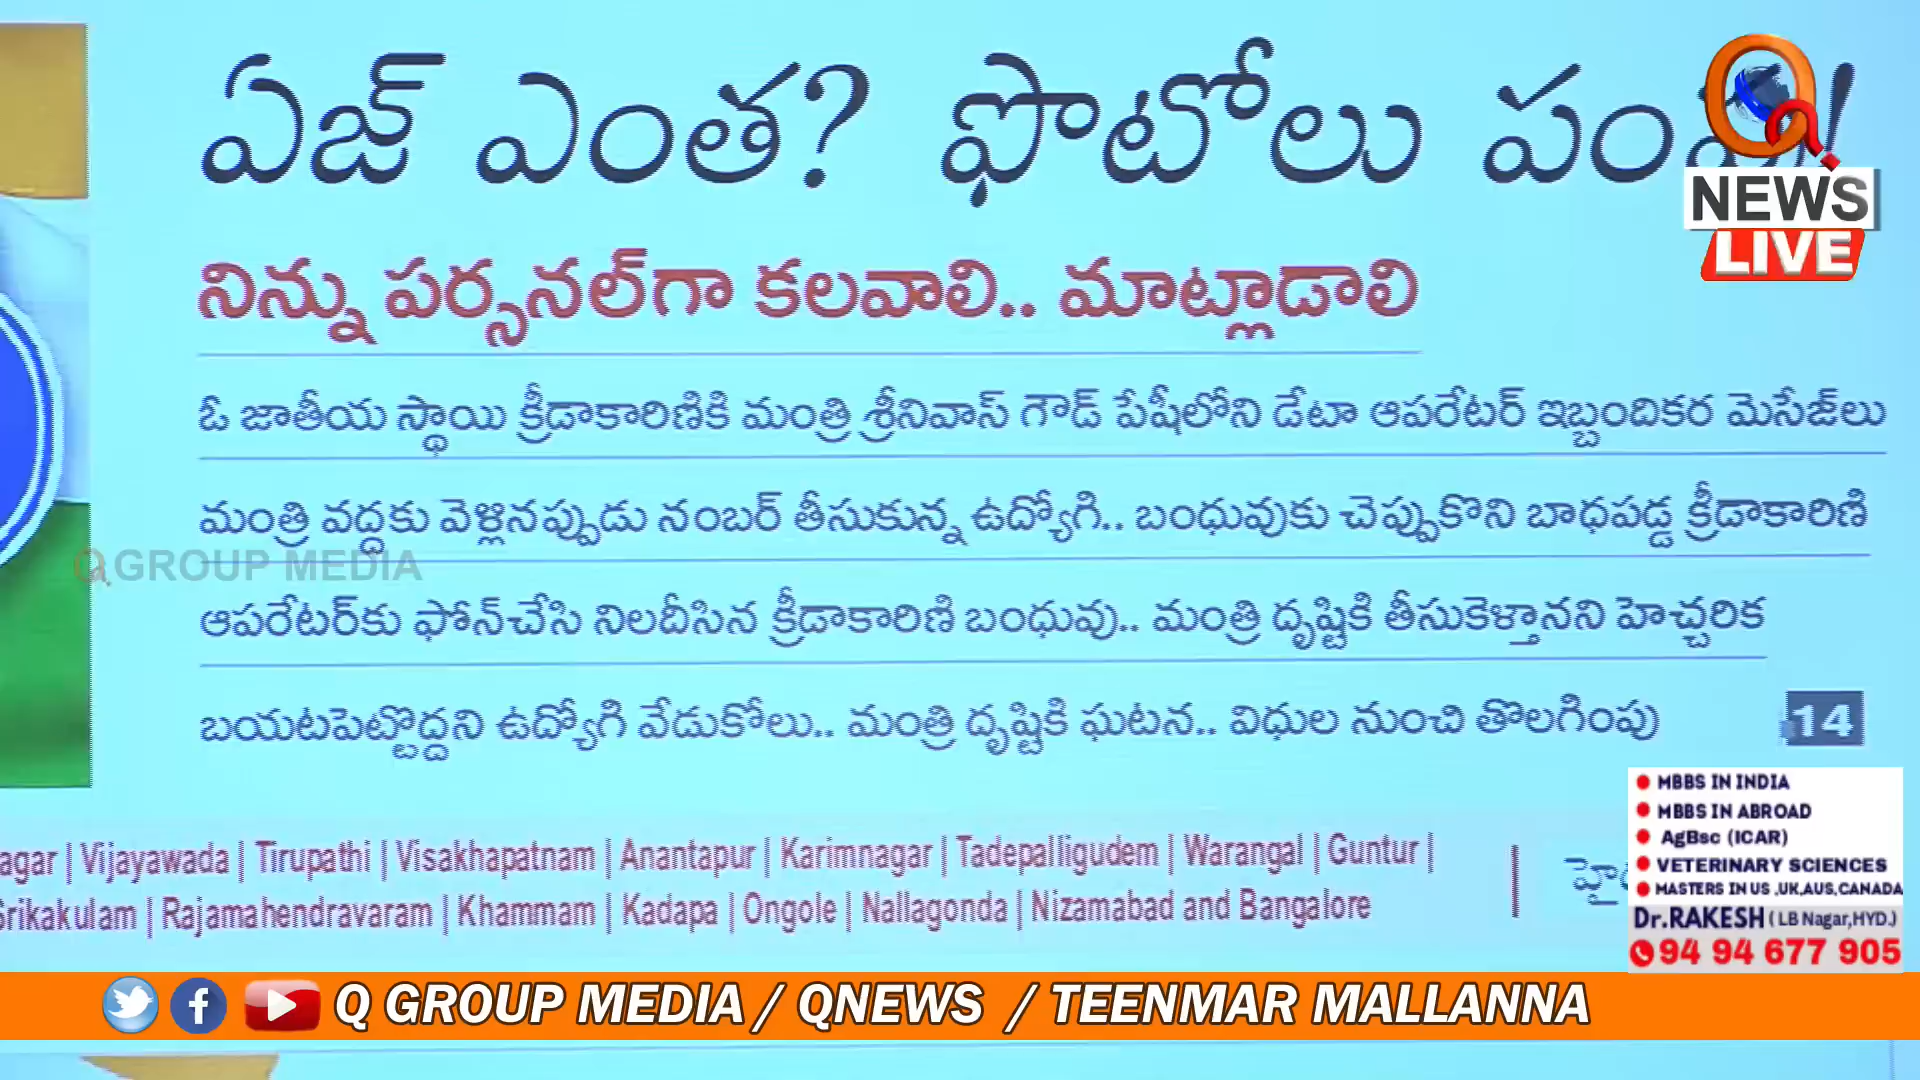 ఏజ్ ఎంత? ఫొటోలు
నిన్ను పర్సనల్‌గా కలవాలి.. మాట్లాడాలి
ఓ జాతీయ స్థాయి క్రీడాకారిణికి మంత్రి శ్రీనివాస్ గౌడ్ పేషీలోని డేటా ఆపరేటర్ ఇబ్బందికర మెసేజ్‌లు
మంత్రి వద్దకు వెళ్లినప్పుడు నంబర్ తీసుకున్న ఉద్యోగి.. బంధువుకు చెప్పుకొని బాధపడ్డ క్రీడాకారిణి
ఆపరేటర్‌కు ఫోన్‌చేసి నిలదీసిన క్రీడాకారిణి బంధువు.. మంత్రి దృష్టికి తీసుకెళ్తానని హెచ్చరిక
బయటపెట్టొద్దని ఉద్యోగి వేడుకోలు.. మంత్రి దృష్టికి ఘటన.. విధుల నుంచి తొలగింపు
14
Q NEWS
LIVE
Q GROUP MEDIA
agar | Vijayawada | Tirupathi | Visakhapatnam | Anantapur | Karimnagar | Tadepalligudem | Warangal | Guntur |
Srikakulam | Rajamahendravaram | Khammam | Kadapa | Ongole | Nallagonda | Nizamabad and Bangalore
MBBS IN INDIA
MBBS IN ABROAD
AgBsc (ICAR)
VETERINARY SCIENCES
MASTERS IN US ,UK,AUS,CANADA
Dr.RAKESH ( LB Nagar,HYD.)
94 94 677 905
Q GROUP MEDIA / QNEWS / TEENMAR MALLANNA